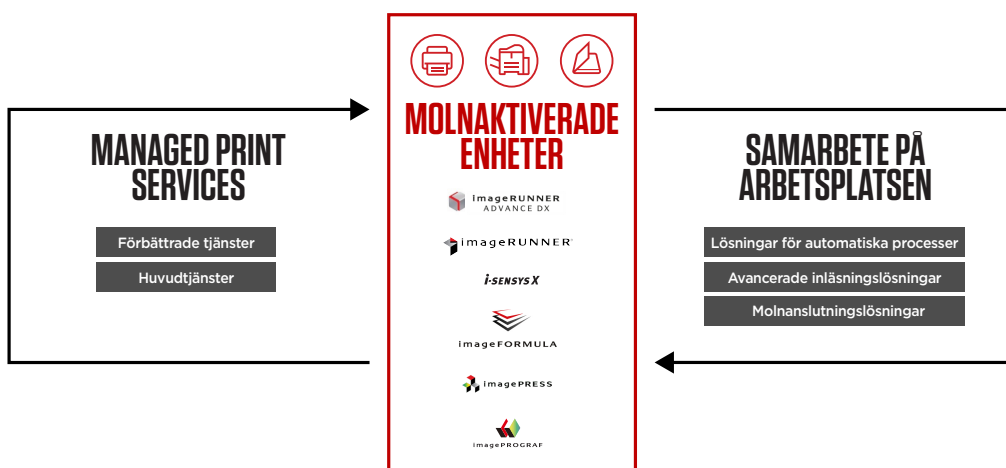 MANAGED PRINT
SERVICES
Förbättrade tjänster
Huvudtjänster
MOLNAKTIVERADE
ENHETER
imageRUNNER
ADVANCE DX
imageRUNNER
i-SENSYS X
imageFORMULA
imagePRESS
imagePROGRAF
SAMARBETE PÅ
ARBETSPLATSEN
Lösningar för automatiska processer
Avancerade inläsningslösningar
Molnanslutningslösningar